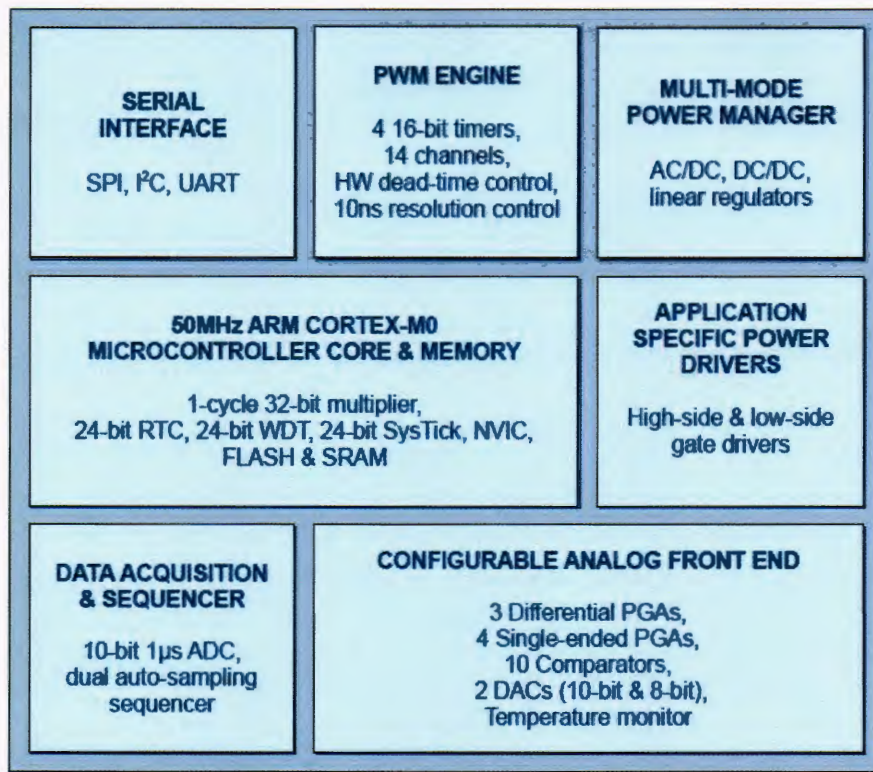 SERIAL
INTERFACE
SPI, I²C, UART
PWM ENGINE
4 16-bit timers,
14 channels,
HW dead-time control,
10ns resolution control
MULTI-MODE
POWER MANAGER
AC/DC, DC/DC,
linear regulators
50MHz ARM CORTEX-M0
MICROCONTROLLER CORE & MEMORY
1-cycle 32-bit multiplier,
24-bit RTC, 24-bit WDT, 24-bit SysTick, NVIC,
FLASH & SRAM
APPLICATION
SPECIFIC POWER
DRIVERS
High-side & low-side
gate drivers
DATA ACQUISITION
& SEQUENCER
10-bit 1µs ADC,
dual auto-sampling
sequencer
CONFIGURABLE ANALOG FRONT END
3 Differential PGAs,
4 Single-ended PGAs,
10 Comparators,
2 DACs (10-bit & 8-bit),
Temperature monitor